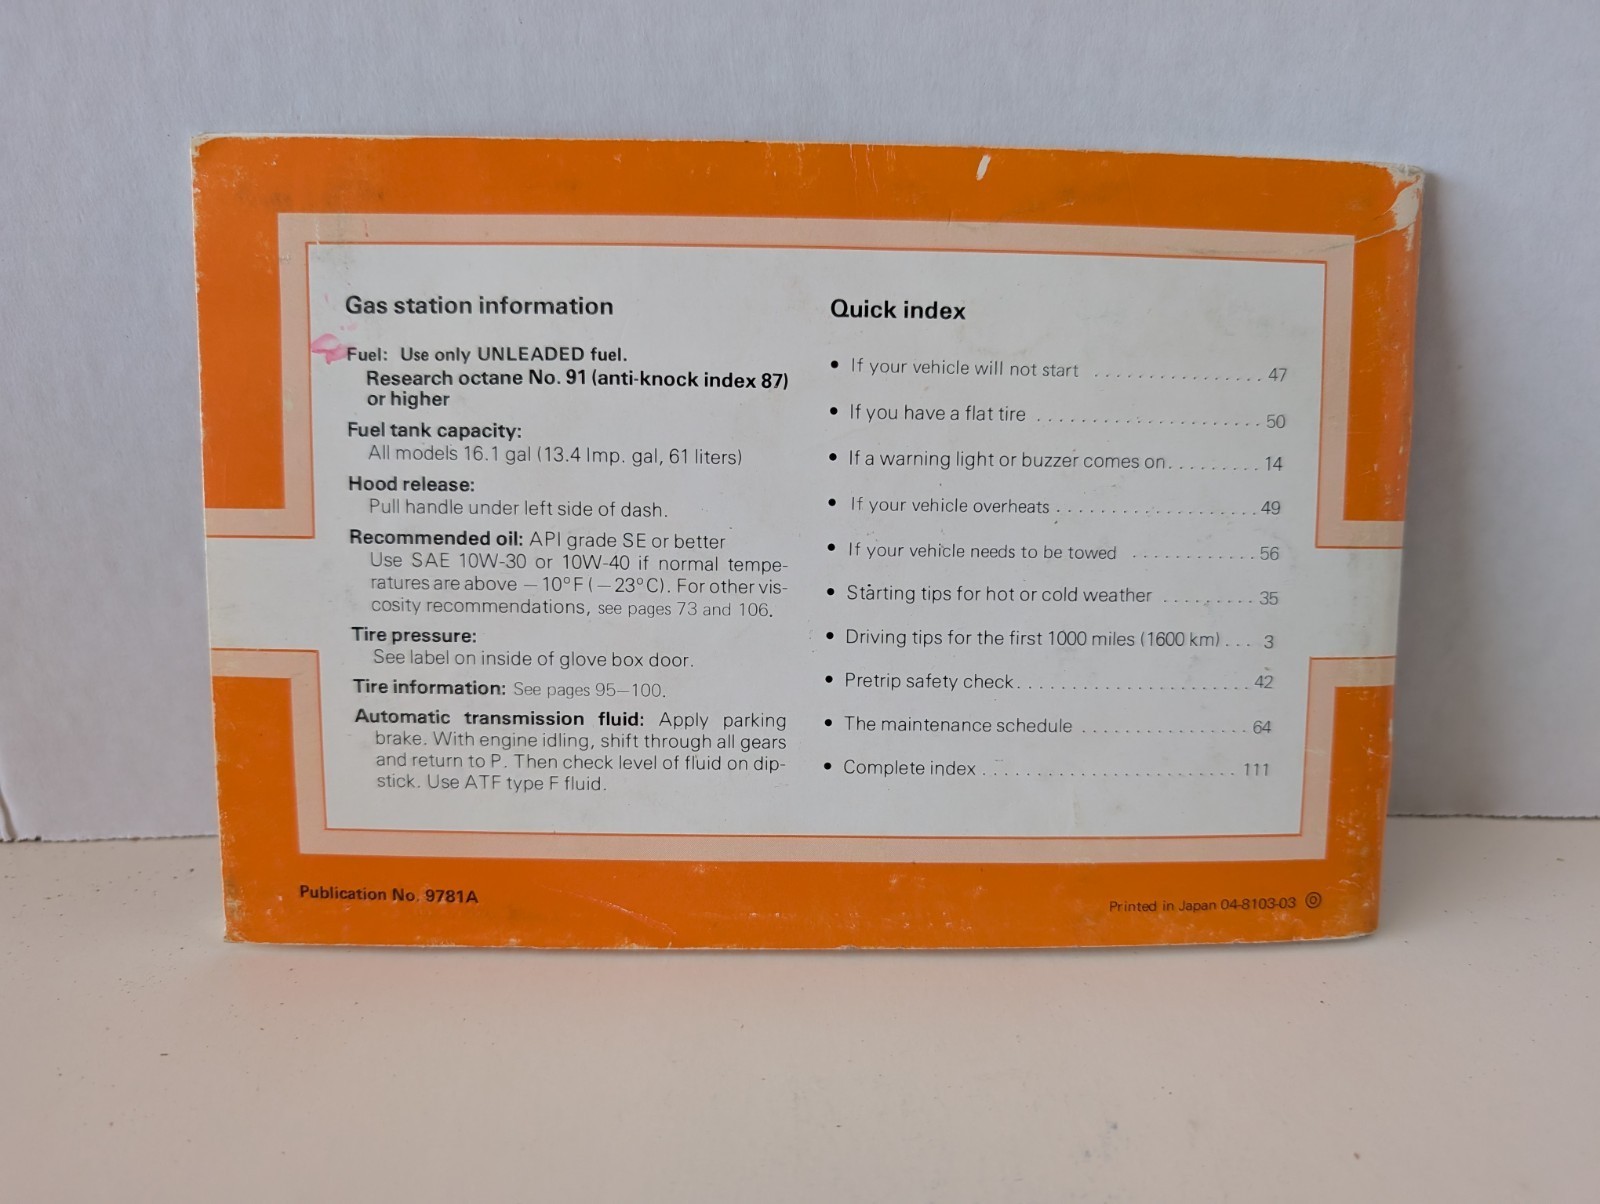 Gas station information
Fuel: Use only UNLEADED fuel.
Research octane No. 91 (anti-knock index 87)
or higher
Fuel tank capacity:
All models 16.1 gal (13.4 Imp. gal, 61 liters)
Hood release:
Pull handle under left side of dash.
Recommended oil: API grade SE or better
Use SAE 10W-30 or 10W-40 if normal tempe-
ratures are above −10°F (−23°C). For other vis-
cosity recommendations, see pages 73 and 106.
Tire pressure:
See label on inside of glove box door.
Tire information: See pages 95–100.
Automatic transmission fluid: Apply parking
brake. With engine idling, shift through all gears
and return to P. Then check level of fluid on dip-
stick. Use ATF type F fluid.
Quick index
• If your vehicle will not start ................ 47
• If you have a flat tire ..................... 50
• If a warning light or buzzer comes on. ........ 14
• If your vehicle overheats ................... 49
• If your vehicle needs to be towed ............ 56
• Starting tips for hot or cold weather ......... 35
• Driving tips for the first 1000 miles (1600 km) ... 3
• Pretrip safety check. ...................... 42
• The maintenance schedule ................ 64
• Complete index ........................ 111
Publication No. 9781A
Printed in Japan 04-8103-03 ◎